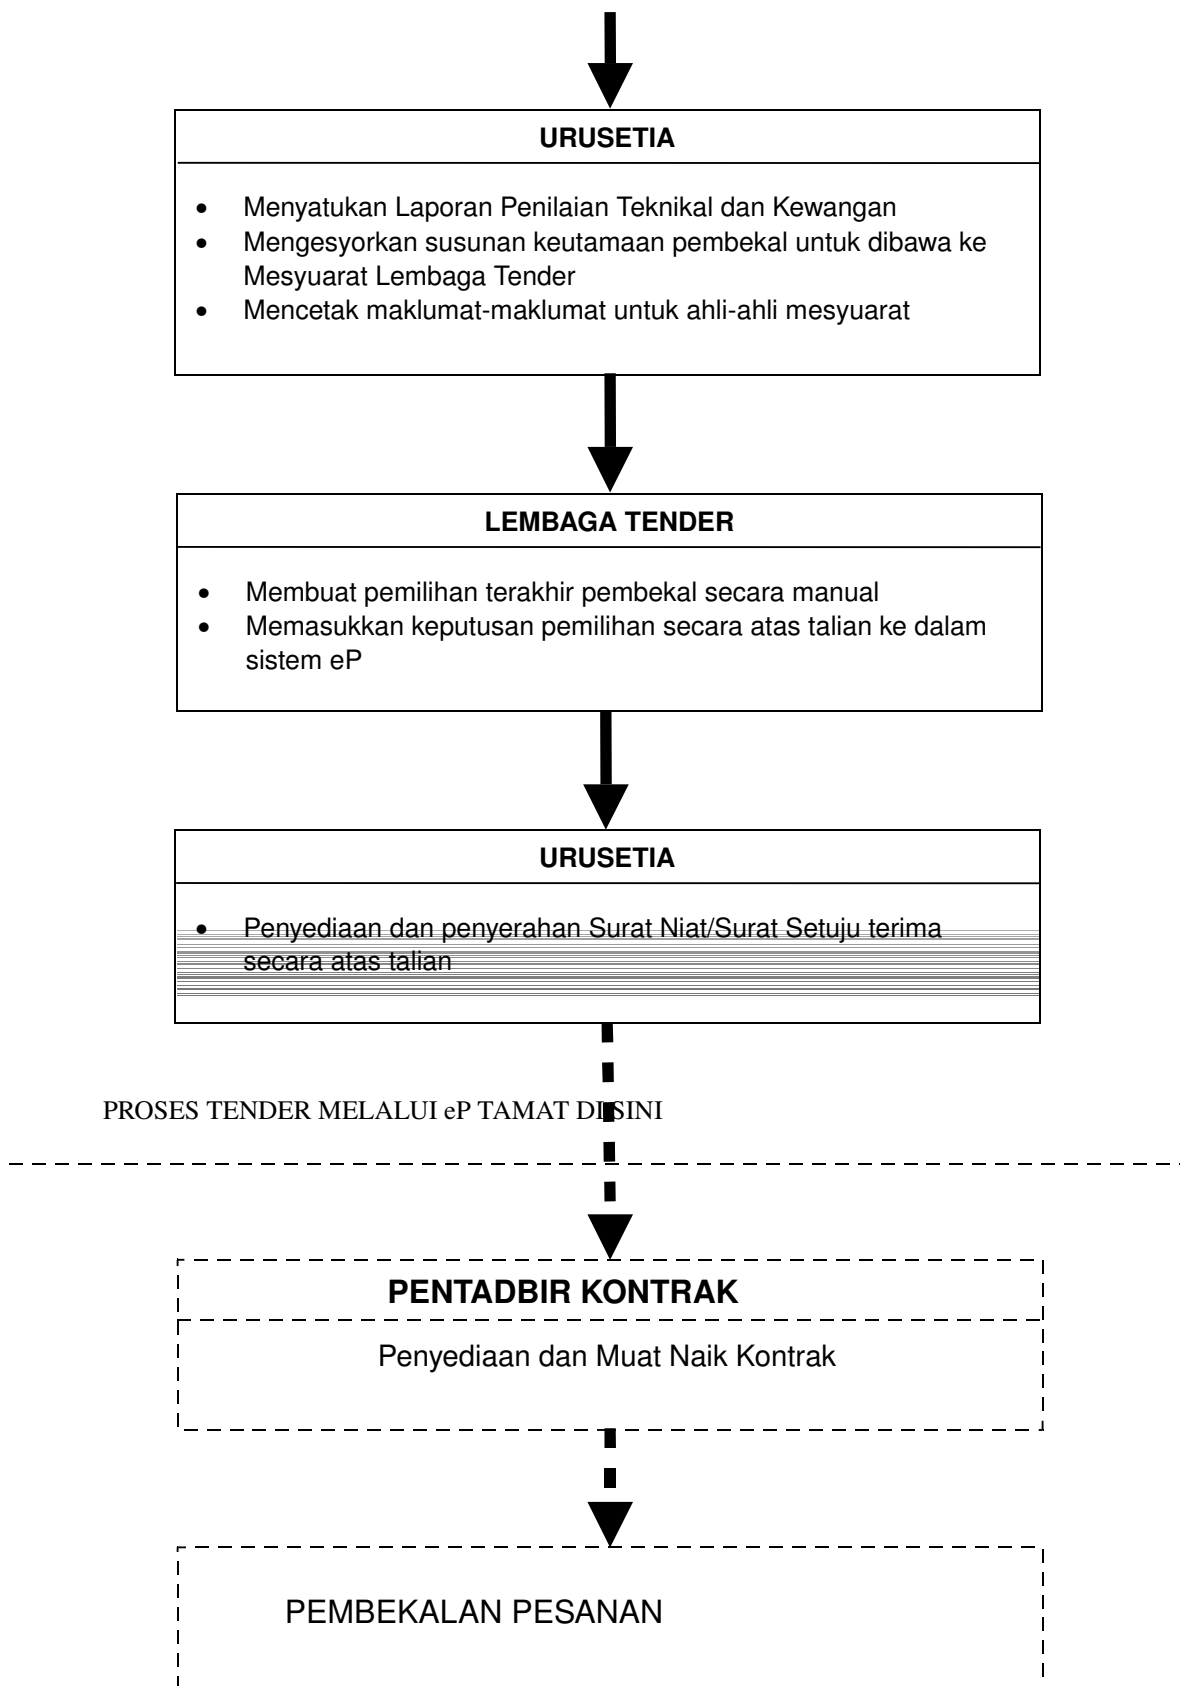 URUSETIA
• Menyatukan Laporan Penilaian Teknikal dan Kewangan
• Mengesyorkan susunan keutamaan pembekal untuk dibawa ke
Mesyuarat Lembaga Tender
• Mencetak maklumat-maklumat untuk ahli-ahli mesyuarat
LEMBAGA TENDER
• Membuat pemilihan terakhir pembekal secara manual
• Memasukkan keputusan pemilihan secara atas talian ke dalam
sistem eP
URUSETIA
• Penyediaan dan penyerahan Surat Niat/Surat Setuju terima
secara atas talian
PROSES TENDER MELALUI eP TAMAT DI SINI
PENTADBIR KONTRAK
Penyediaan dan Muat Naik Kontrak
PEMBEKALAN PESANAN